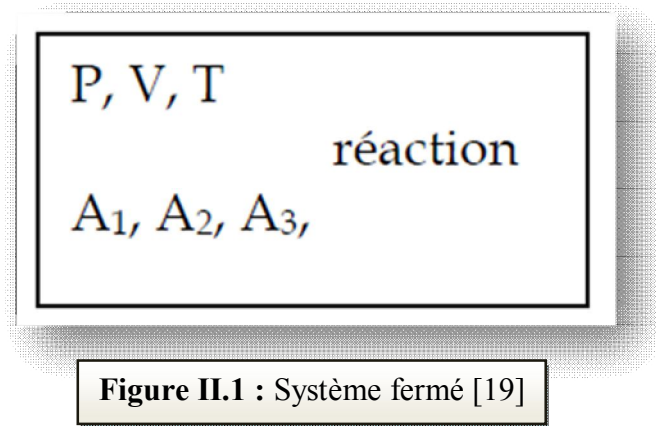 P, V, T
réaction
A₁, A₂, A₃,
Figure II.1 : Système fermé [19]